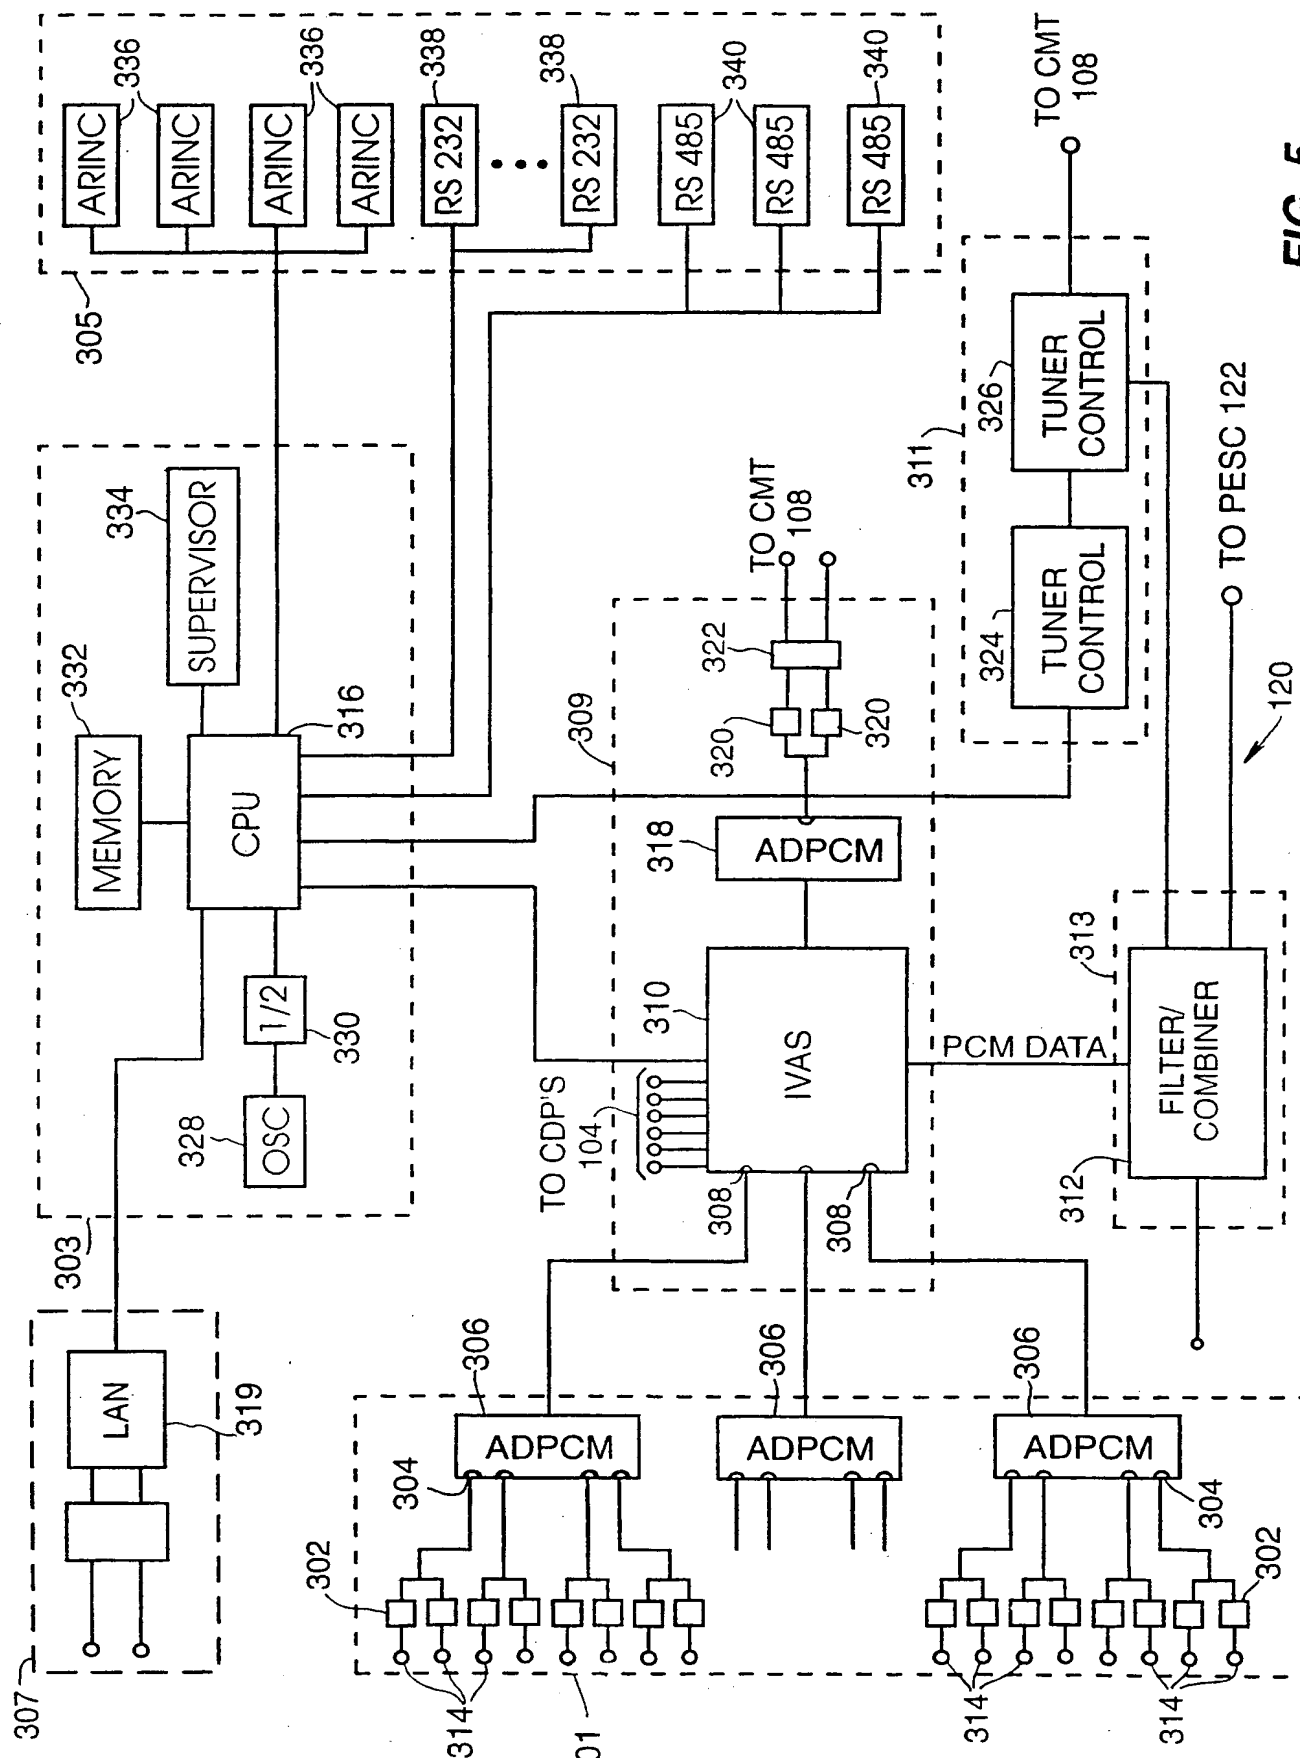 307
LAN
319
303
MEMORY
332
SUPERVISOR
334
CPU
316
OSC
328
1/2
330
305
ARINC
ARINC
336
ARINC
ARINC
336
RS 232
338
RS 232
338
RS 485
RS 485
340
RS 485
340
309
TO CDP'S
104
310
IVAS
308
308
318
ADPCM
320
320
322
TO CMT
108
311
324
TUNER
CONTROL
326
TUNER
CONTROL
TO CMT
108
PCM DATA
313
312
FILTER/
COMBINER
TO PESC 122
120
302
304
306
ADPCM
306
ADPCM
306
ADPCM
304
302
314
314
314